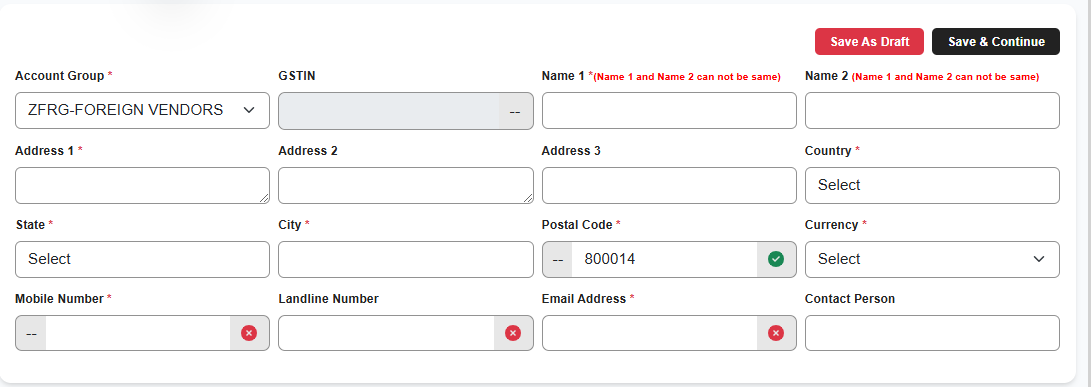 Save As Draft Save & Continue
Account Group * GSTIN Name 1 *(Name 1 and Name 2 can not be same) Name 2 (Name 1 and Name 2 can not be same)
ZFRG-FOREIGN VENDORS --
Address 1 * Address 2 Address 3 Country *
Select
State * City * Postal Code * Currency *
Select -- 800014 Select
Mobile Number * Landline Number Email Address * Contact Person
--